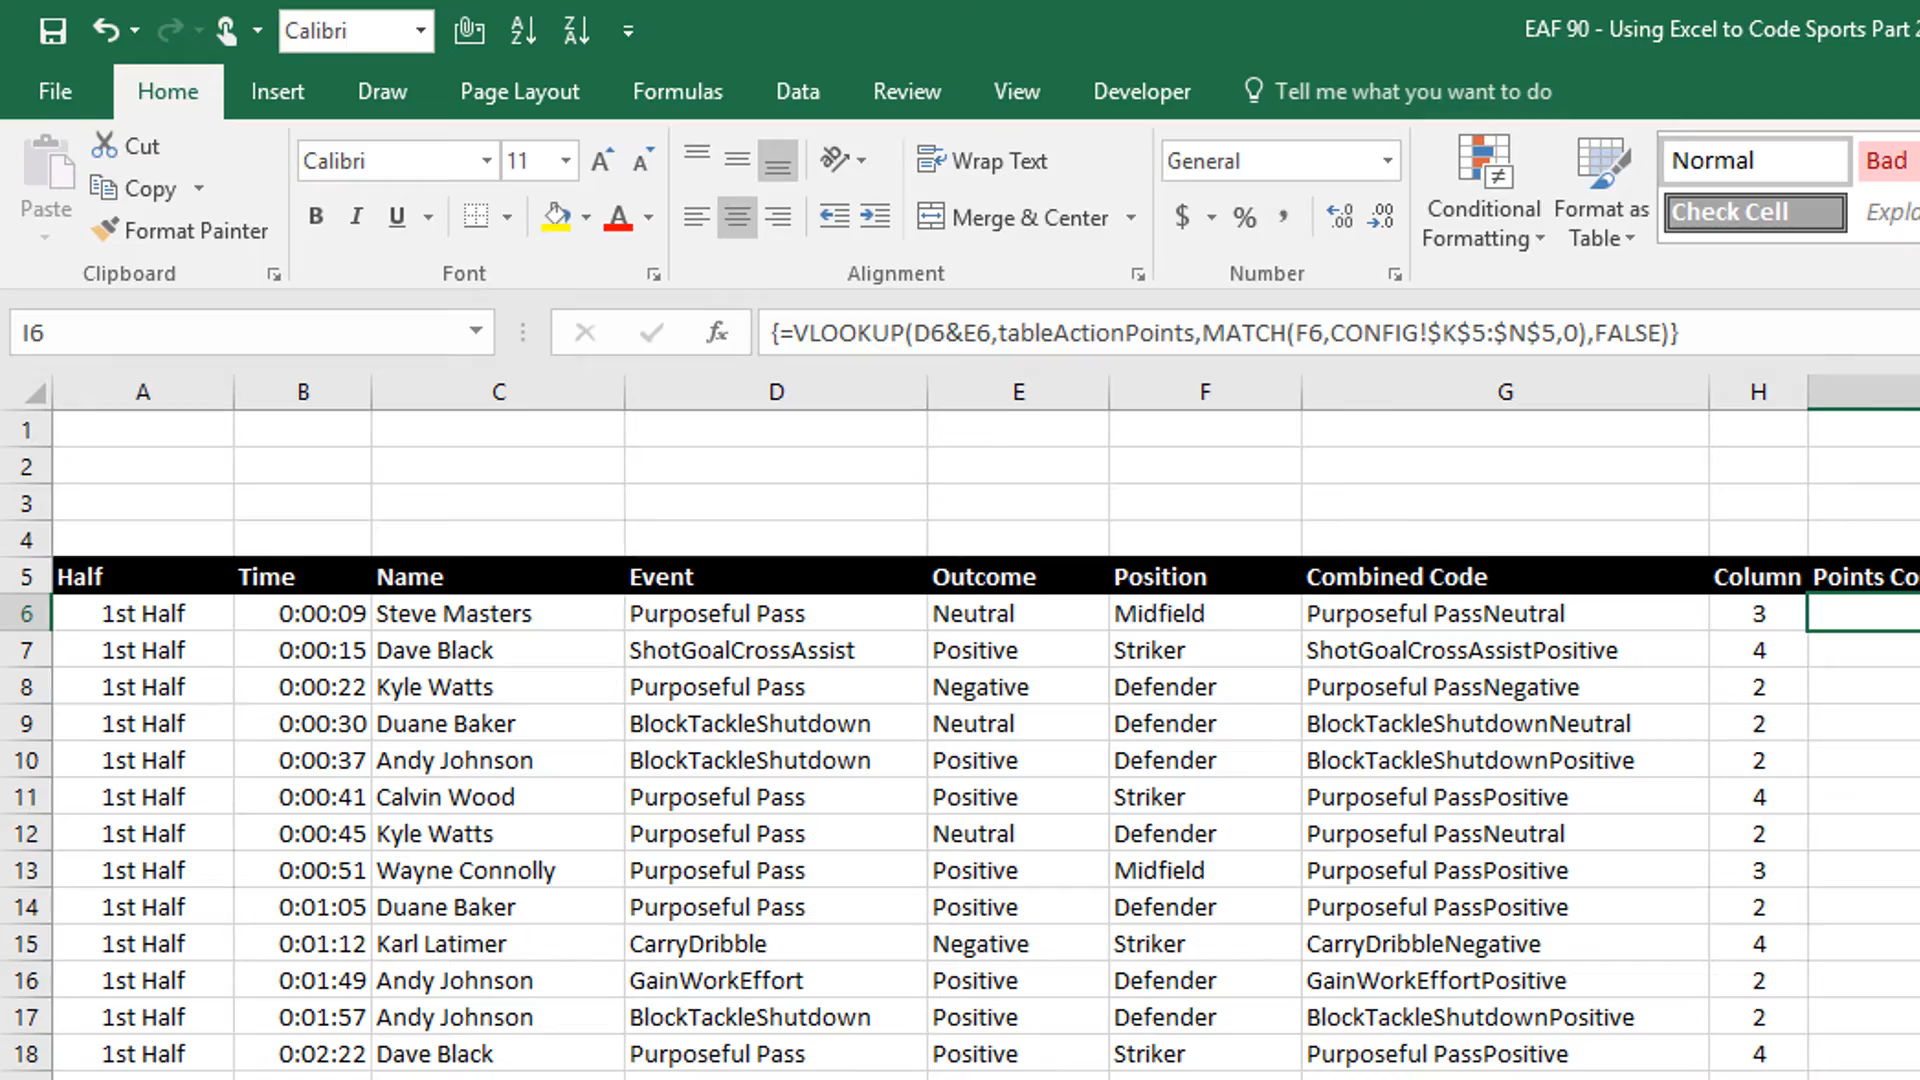 Calibri
EAF 90 - Using Excel to Code Sports Part 2
File Home Insert Draw Page Layout Formulas Data Review View Developer Tell me what you want to do
Paste
Cut
Copy
Format Painter
Clipboard
Calibri 11
B I U
Font
Wrap Text
Merge & Center
Alignment
General
$ %
Number
Conditional Formatting
Format as Table
Normal Bad
Check Cell Explo
I6 fx {=VLOOKUP(D6&E6,tableActionPoints,MATCH(F6,CONFIG!$K$5:$N$5,0),FALSE)}
A B C D E F G H
1
2
3
4
5 Half Time Name Event Outcome Position Combined Code Column Points Co
6 1st Half 0:00:09 Steve Masters Purposeful Pass Neutral Midfield Purposeful PassNeutral 3
7 1st Half 0:00:15 Dave Black ShotGoalCrossAssist Positive Striker ShotGoalCrossAssistPositive 4
8 1st Half 0:00:22 Kyle Watts Purposeful Pass Negative Defender Purposeful PassNegative 2
9 1st Half 0:00:30 Duane Baker BlockTackleShutdown Neutral Defender BlockTackleShutdownNeutral 2
10 1st Half 0:00:37 Andy Johnson BlockTackleShutdown Positive Defender BlockTackleShutdownPositive 2
11 1st Half 0:00:41 Calvin Wood Purposeful Pass Positive Striker Purposeful PassPositive 4
12 1st Half 0:00:45 Kyle Watts Purposeful Pass Neutral Defender Purposeful PassNeutral 2
13 1st Half 0:00:51 Wayne Connolly Purposeful Pass Positive Midfield Purposeful PassPositive 3
14 1st Half 0:01:05 Duane Baker Purposeful Pass Positive Defender Purposeful PassPositive 2
15 1st Half 0:01:12 Karl Latimer CarryDribble Negative Striker CarryDribbleNegative 4
16 1st Half 0:01:49 Andy Johnson GainWorkEffort Positive Defender GainWorkEffortPositive 2
17 1st Half 0:01:57 Andy Johnson BlockTackleShutdown Positive Defender BlockTackleShutdownPositive 2
18 1st Half 0:02:22 Dave Black Purposeful Pass Positive Striker Purposeful PassPositive 4